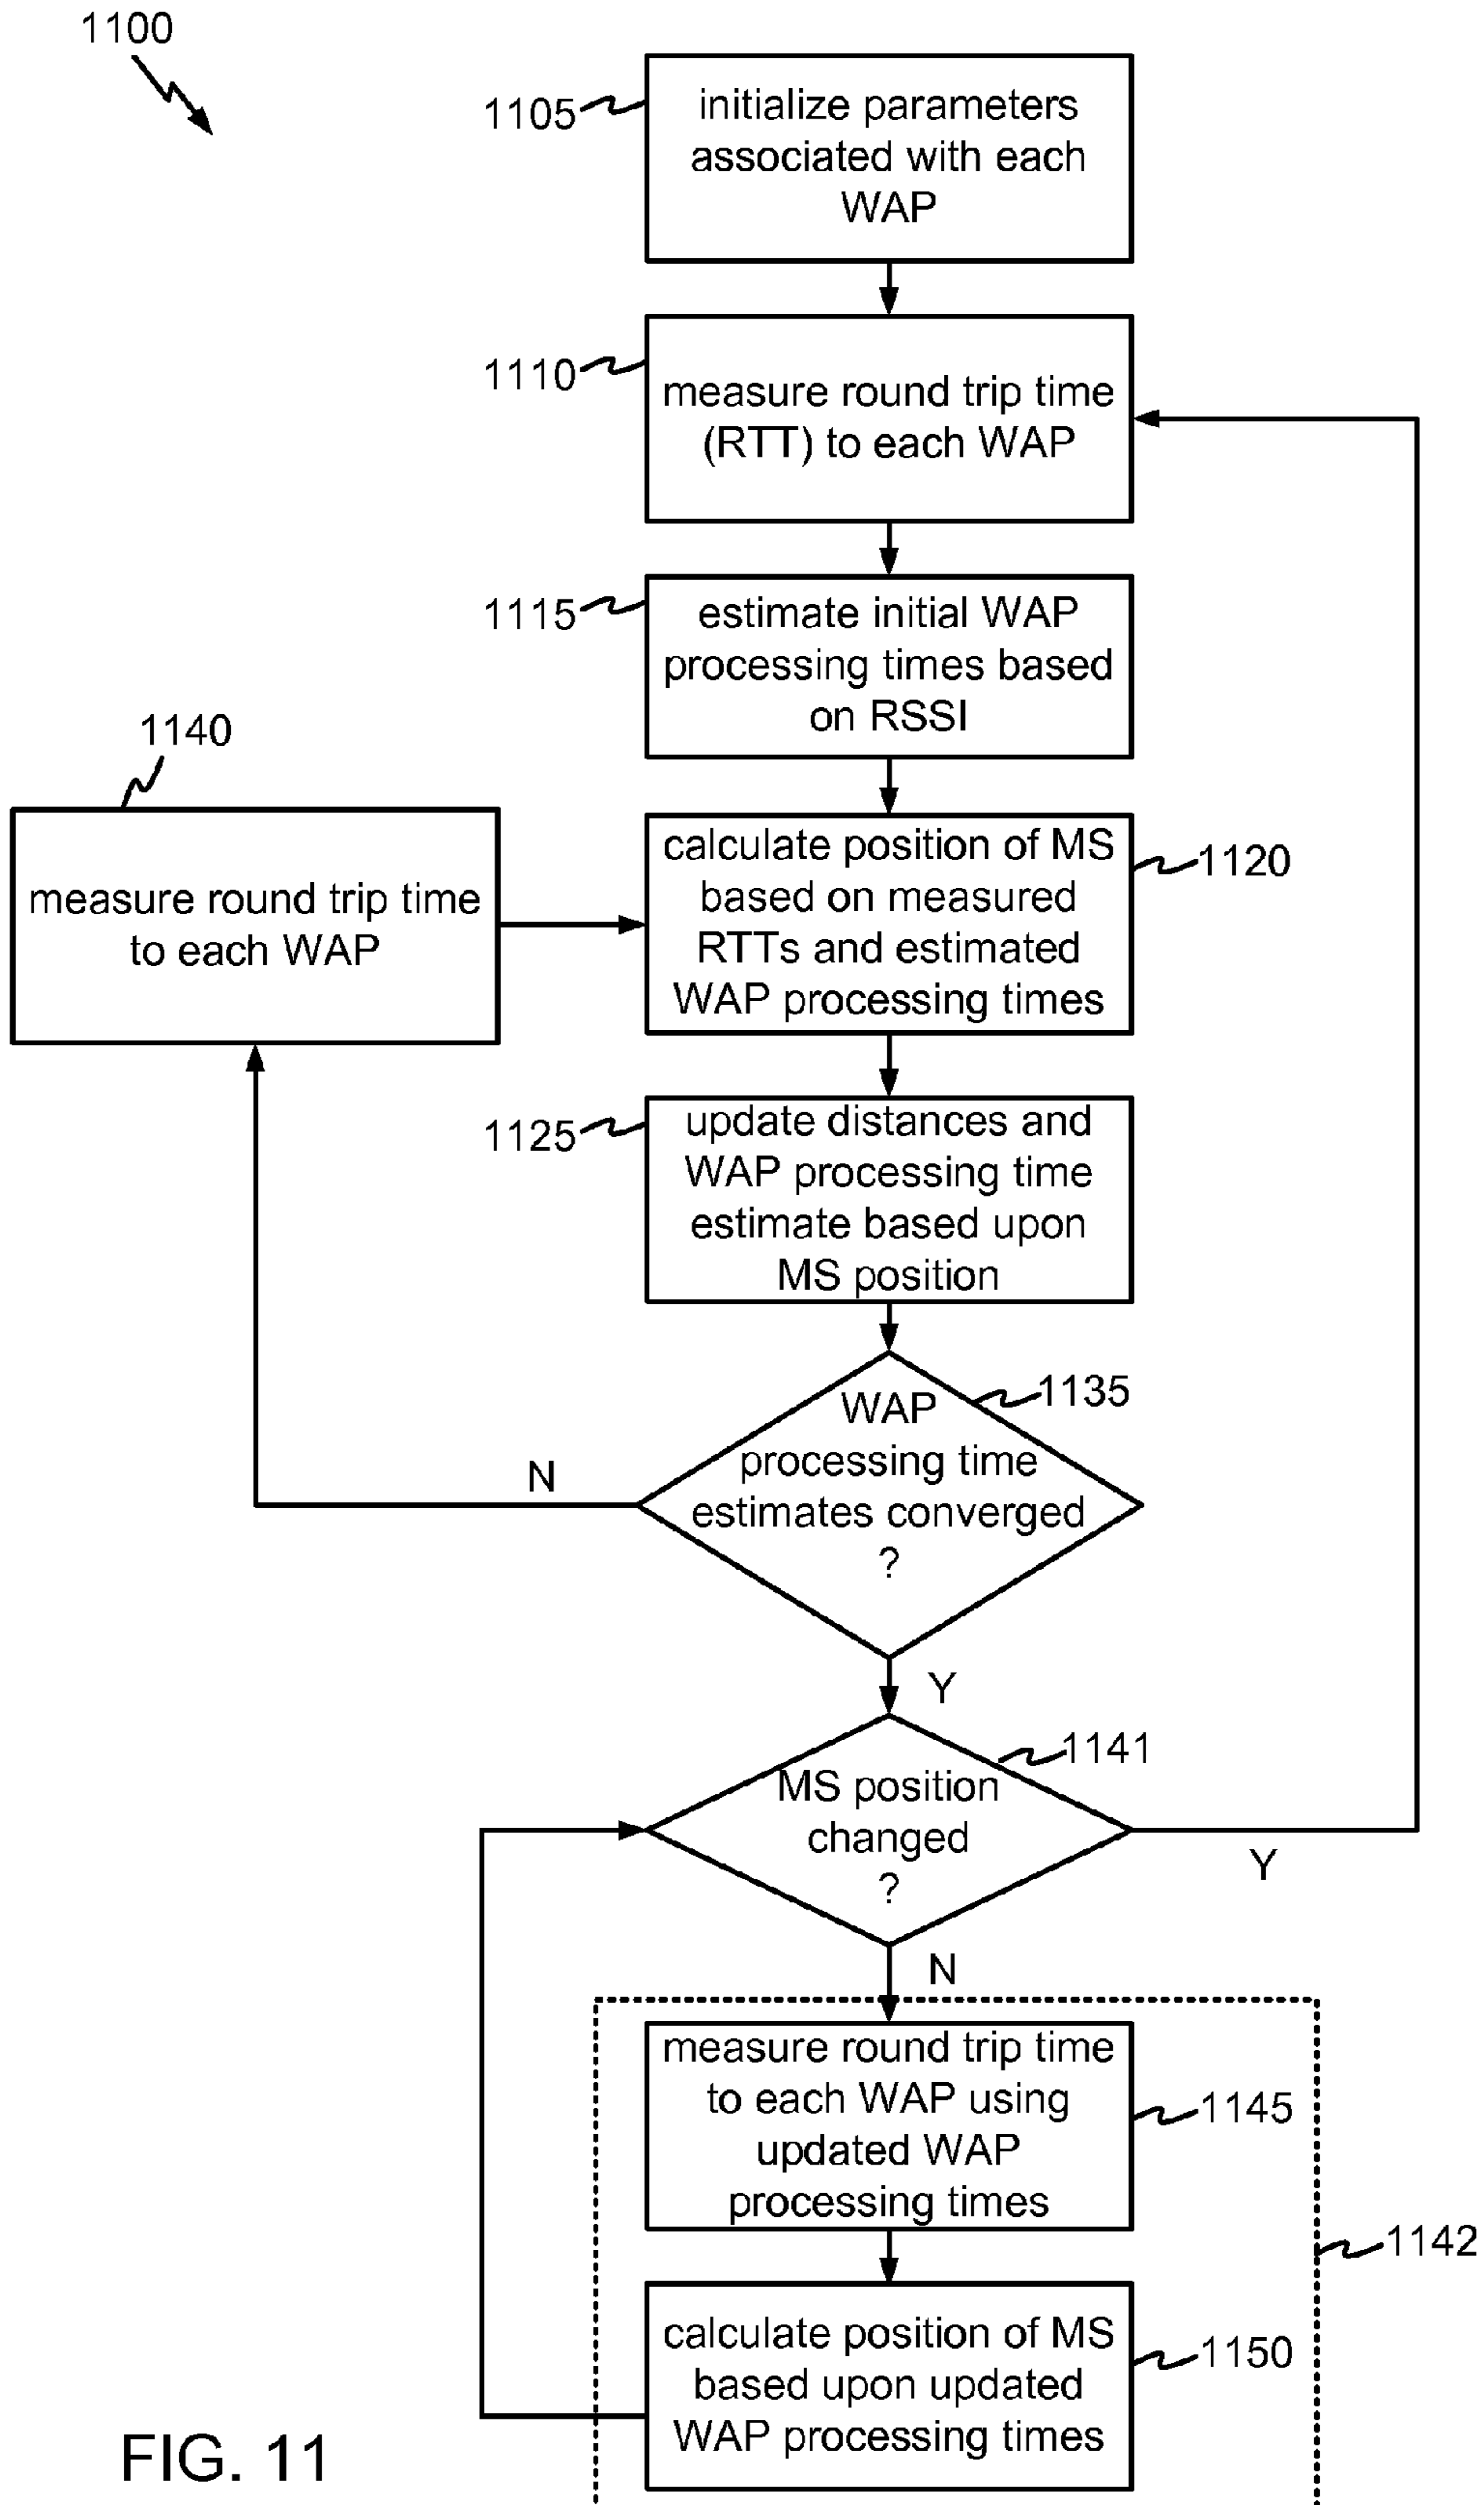 1100
1105
initialize parameters
associated with each
WAP
1110
measure round trip time
(RTT) to each WAP
1115
estimate initial WAP
processing times based
on RSSI
1140
measure round trip time
to each WAP
calculate position of MS
based on measured
RTTs and estimated
WAP processing times
1120
1125
update distances and
WAP processing time
estimate based upon
MS position
1135
WAP
processing time
estimates converged
?
N
Y
1141
MS position
changed
?
Y
N
measure round trip time
to each WAP using
updated WAP
processing times
1145
1142
calculate position of MS
based upon updated
WAP processing times
1150
FIG. 11